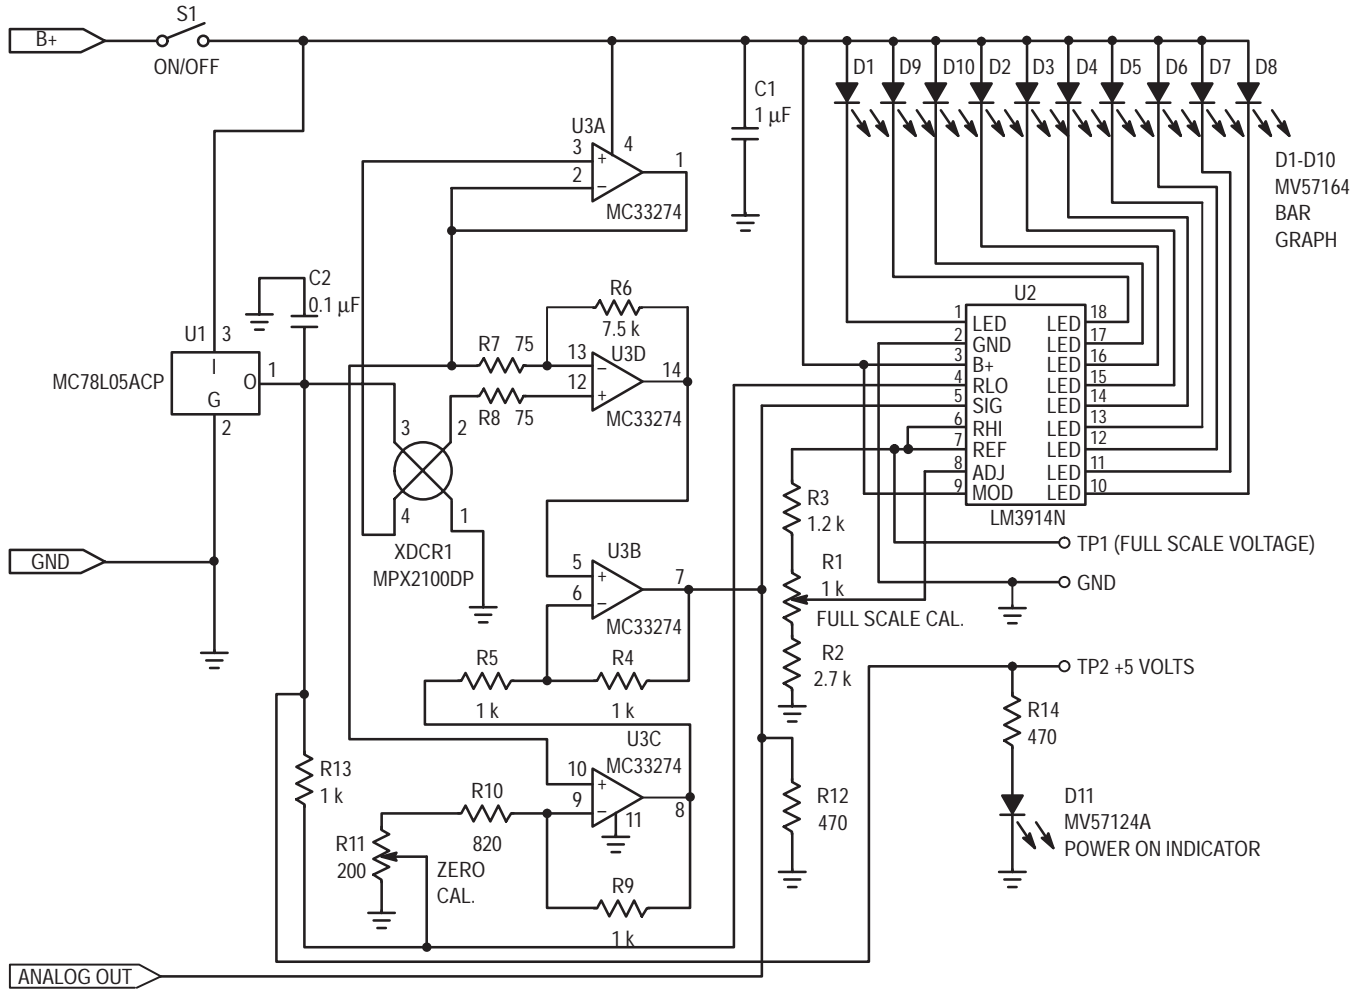 S1
B+
ON/OFF
D1 D9 D10 D2 D3 D4 D5 D6 D7 D8
C1
1 µF
U3A
3
4
1
2
+
−
MC33274
D1-D10
MV57164
BAR
GRAPH
C2
0.1 µF
U1 3
I
O
1
G
2
MC78L05ACP
R6
7.5 k
R7 75
R8 75
13
12
−
+
U3D
14
MC33274
3
2
4
1
XDCR1
MPX2100DP
U2
1 LED LED 18
2 GND LED 17
3 B+ LED 16
4 RLO LED 15
5 SIG LED 14
6 RHI LED 13
7 REF LED 12
8 ADJ LED 11
9 MOD LED 10
LM3914N
R3
1.2 k
R1
1 k
FULL SCALE CAL.
R2
2.7 k
TP1 (FULL SCALE VOLTAGE)
GND
GND
U3B
5
6
+
−
7
MC33274
R5
1 k
R4
1 k
TP2 +5 VOLTS
R14
470
D11
MV57124A
POWER ON INDICATOR
U3C
MC33274
10
9
+
−
11
8
R13
1 k
R10
820
R11
200
ZERO
CAL.
R9
1 k
R12
470
ANALOG OUT